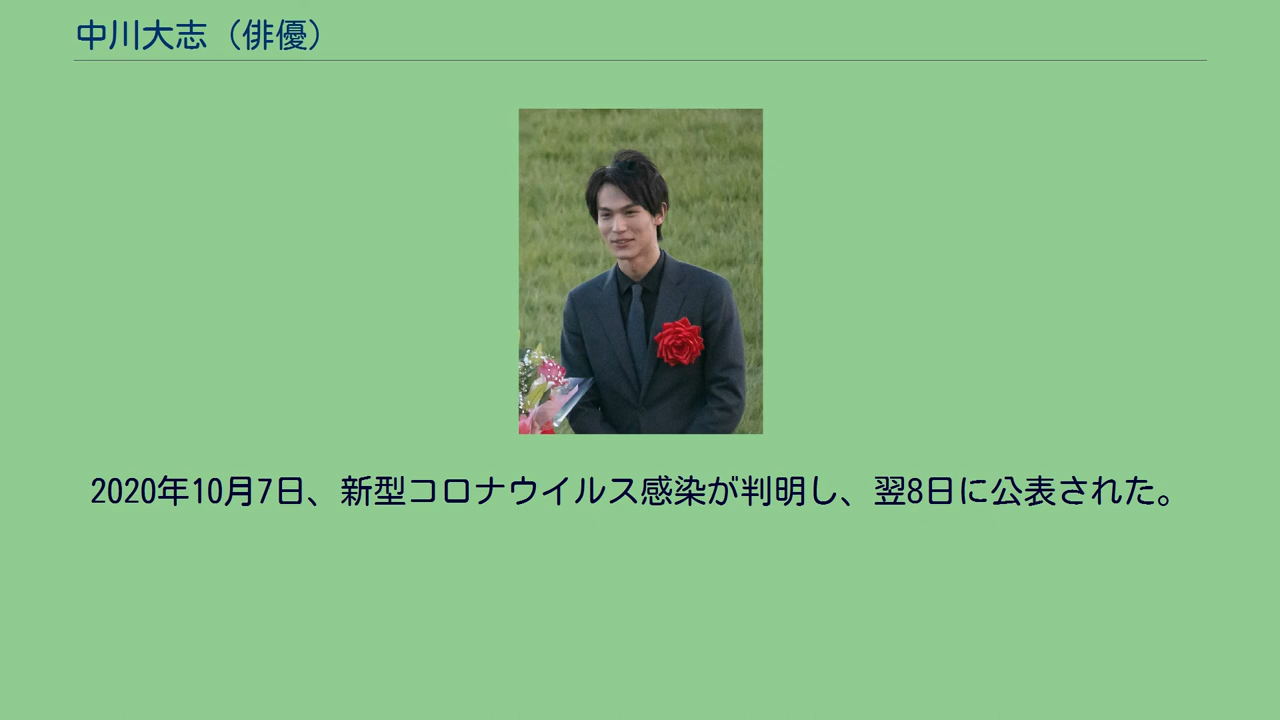 中川大志（俳優）
2020年10月7日、新型コロナウイルス感染が判明し、翌8日に公表された。